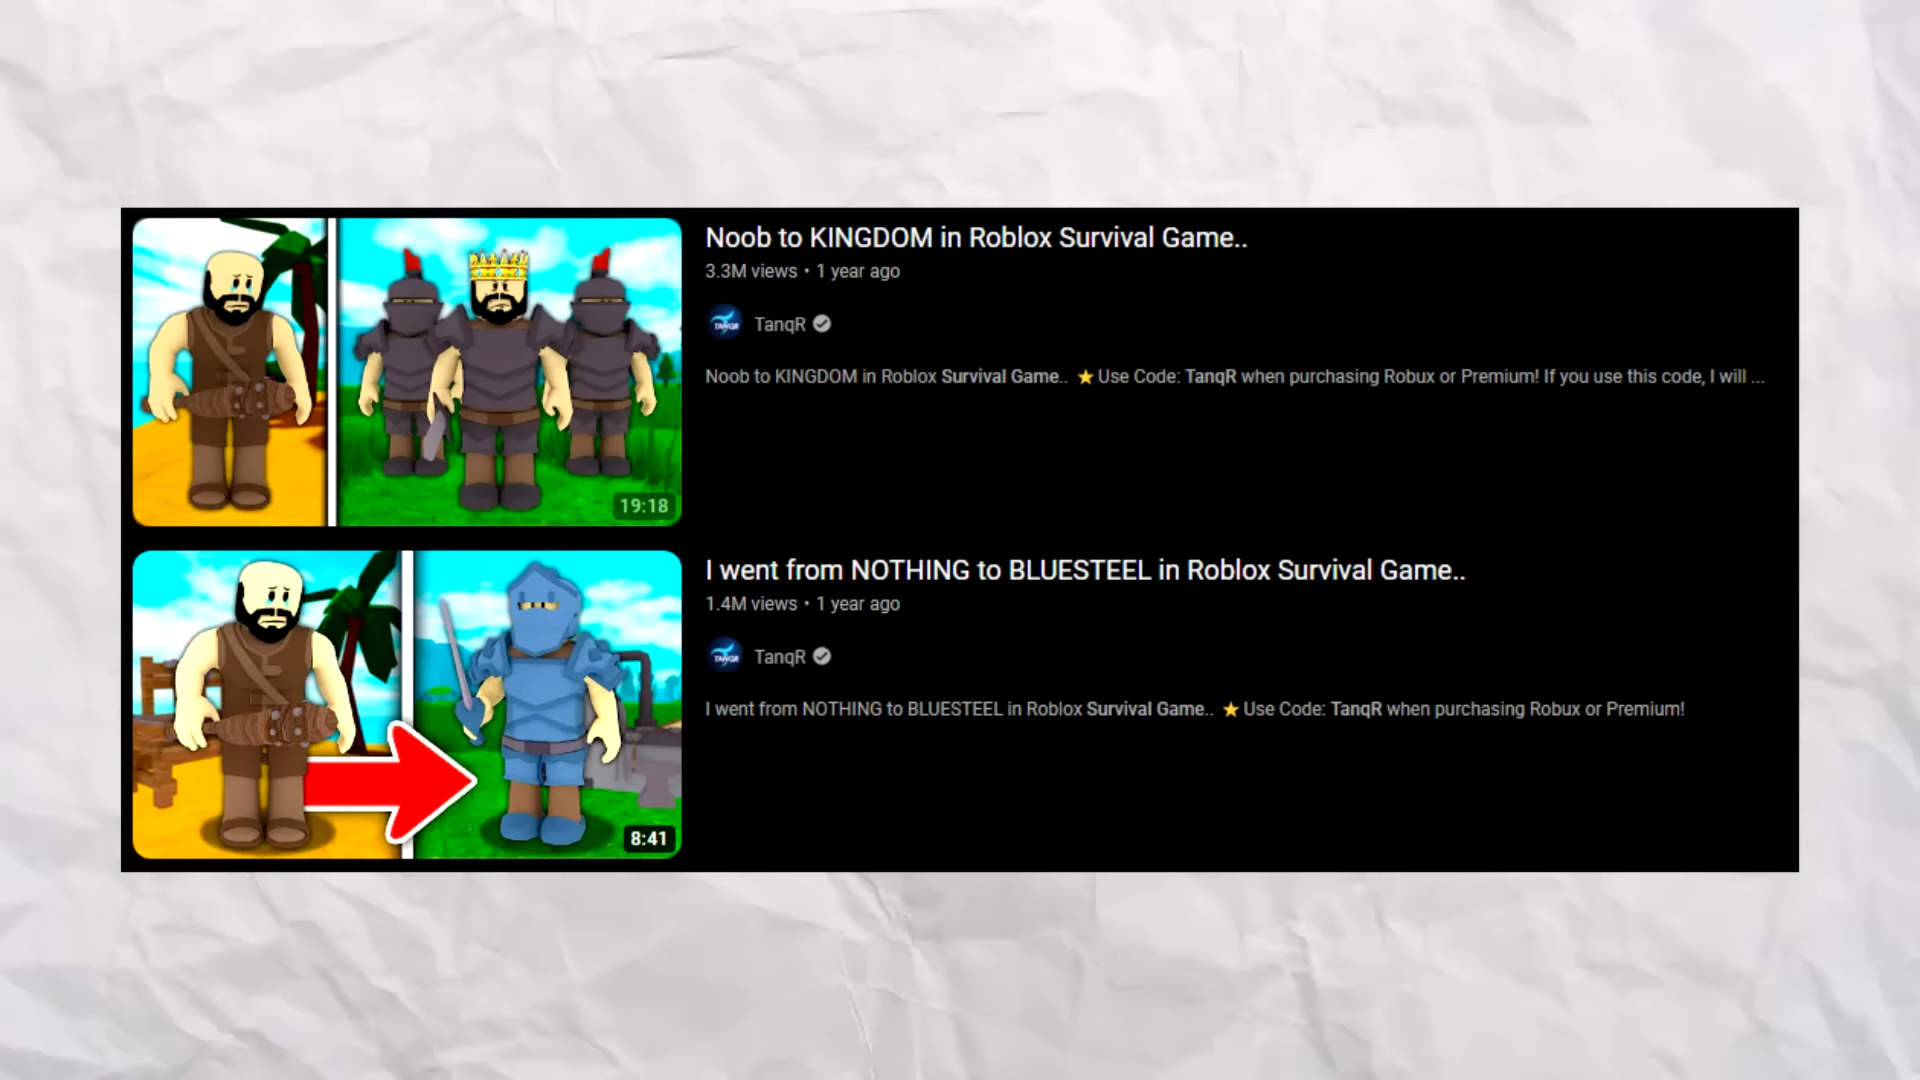 Noob to KINGDOM in Roblox Survival Game..
3.3M views • 1 year ago
TANQR
TanqR
Noob to KINGDOM in Roblox Survival Game.. ⭐ Use Code: TanqR when purchasing Robux or Premium! If you use this code, I will ...
19:18
I went from NOTHING to BLUESTEEL in Roblox Survival Game..
1.4M views • 1 year ago
TANQR
TanqR
I went from NOTHING to BLUESTEEL in Roblox Survival Game.. ⭐ Use Code: TanqR when purchasing Robux or Premium!
8:41